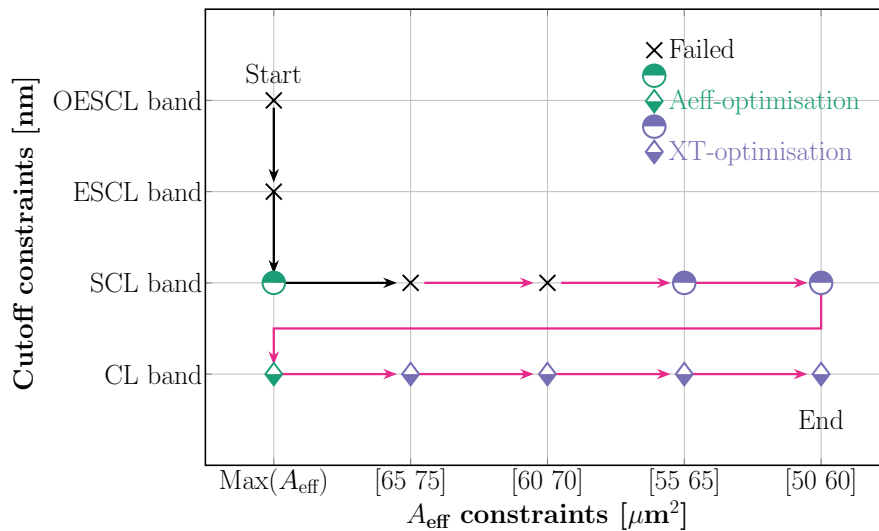 Cutoff constraints [nm]
OESCL band
ESCL band
SCL band
CL band
Start
Failed
Aeff-optimisation
XT-optimisation
End
Max(A_eff) [65 75] [60 70] [55 65] [50 60]
A_eff constraints [μm²]